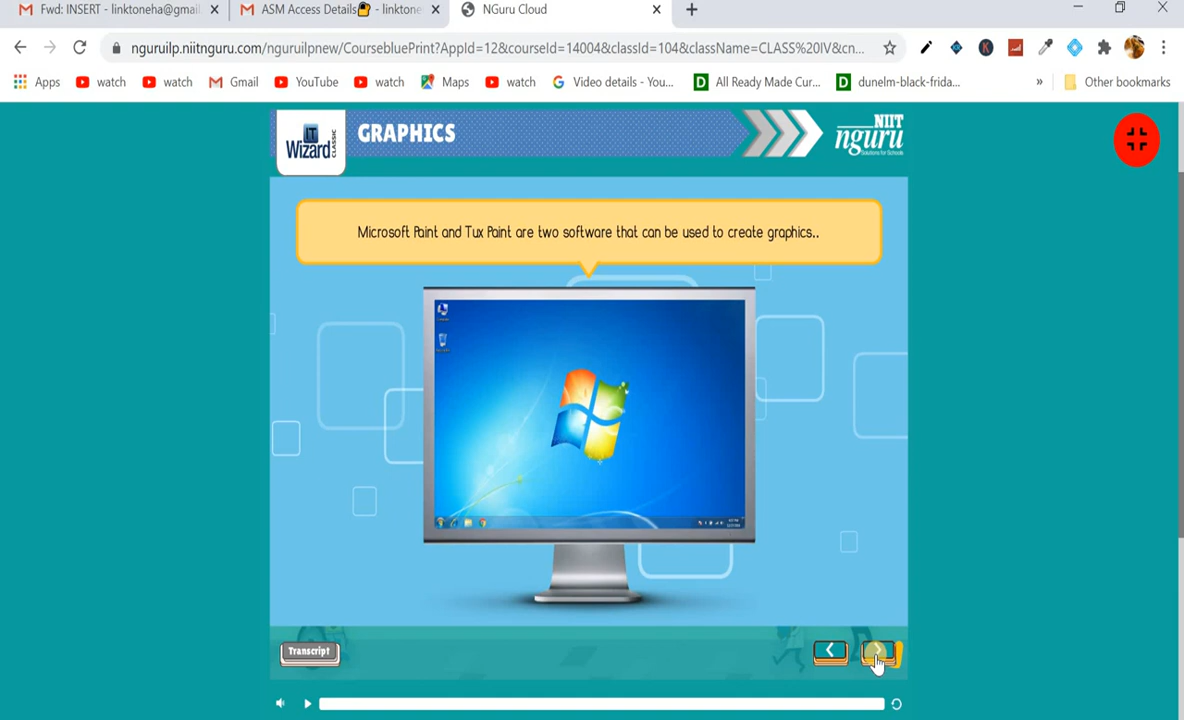 Fwd: INSERT - linktoneha@gmai
ASM Access Details - linktone
NGuru Cloud
nguruilp.niitnguru.com/nguruilpnew/CoursebluePrint?AppId=12&courseId=14004&classId=104&className=CLASS%20IV&cn...
Apps
watch
watch
Gmail
YouTube
watch
Maps
watch
Video details - You...
All Ready Made Cur...
dunelm-black-frida...
»
Other bookmarks
IT
Wizard
CLASSIC
GRAPHICS
NIIT
nguru
Solutions for Schools
Microsoft Paint and Tux Paint are two software that can be used to create graphics..
Transcript